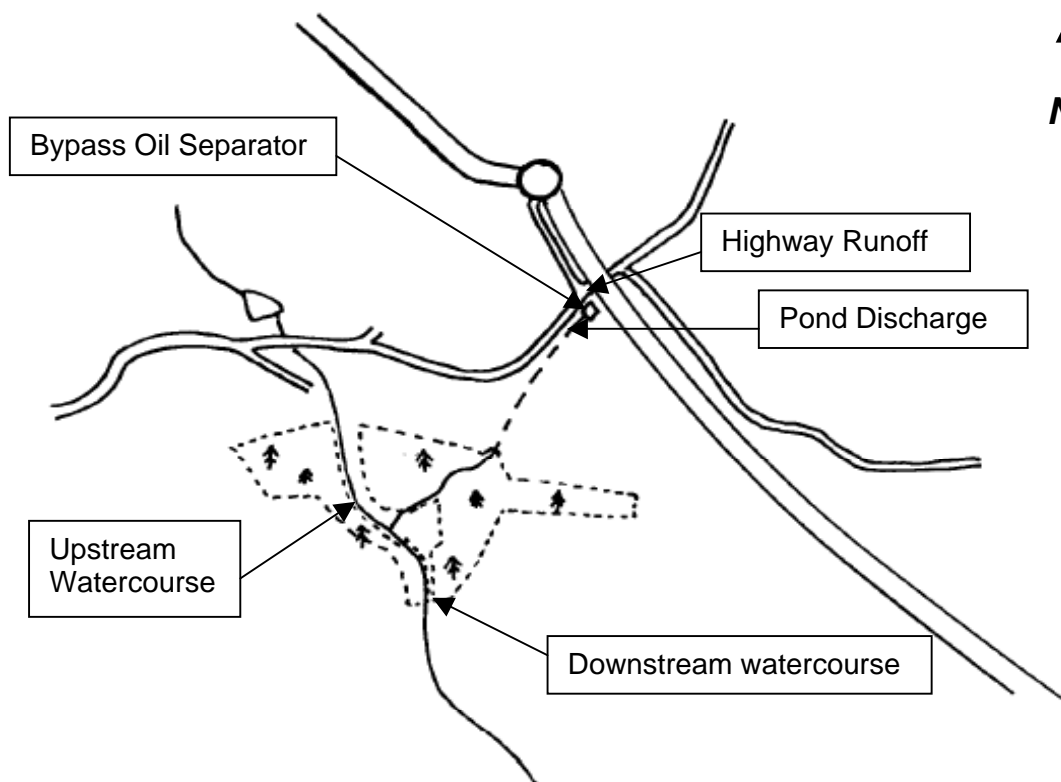 N
Bypass Oil Separator
Highway Runoff
Pond Discharge
Upstream
Watercourse
Downstream watercourse